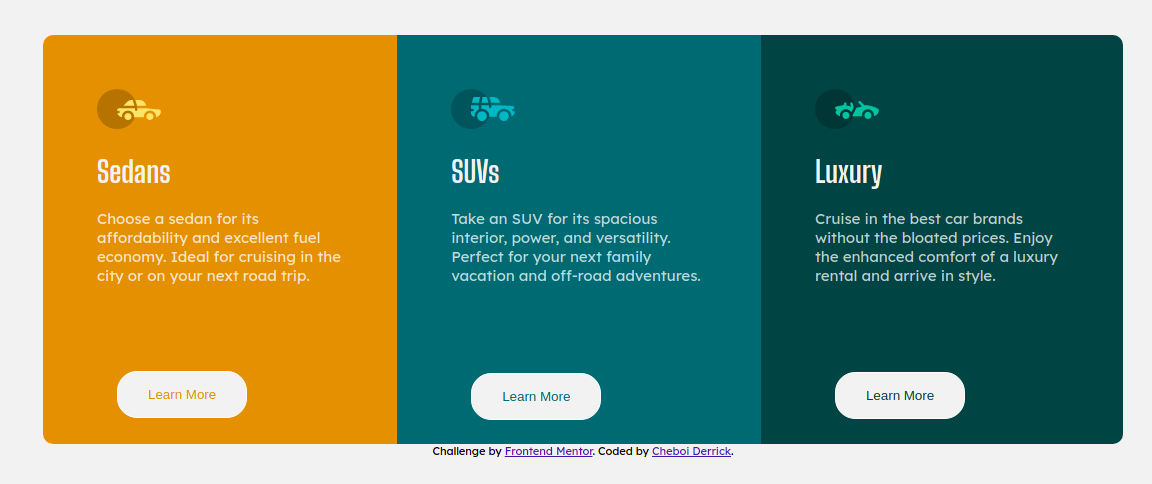 Sedans
Choose a sedan for its
affordability and excellent fuel
economy. Ideal for cruising in the
city or on your next road trip.
Learn More
SUVs
Take an SUV for its spacious
interior, power, and versatility.
Perfect for your next family
vacation and off-road adventures.
Learn More
Luxury
Cruise in the best car brands
without the bloated prices. Enjoy
the enhanced comfort of a luxury
rental and arrive in style.
Learn More
Challenge by Frontend Mentor. Coded by Cheboi Derrick.